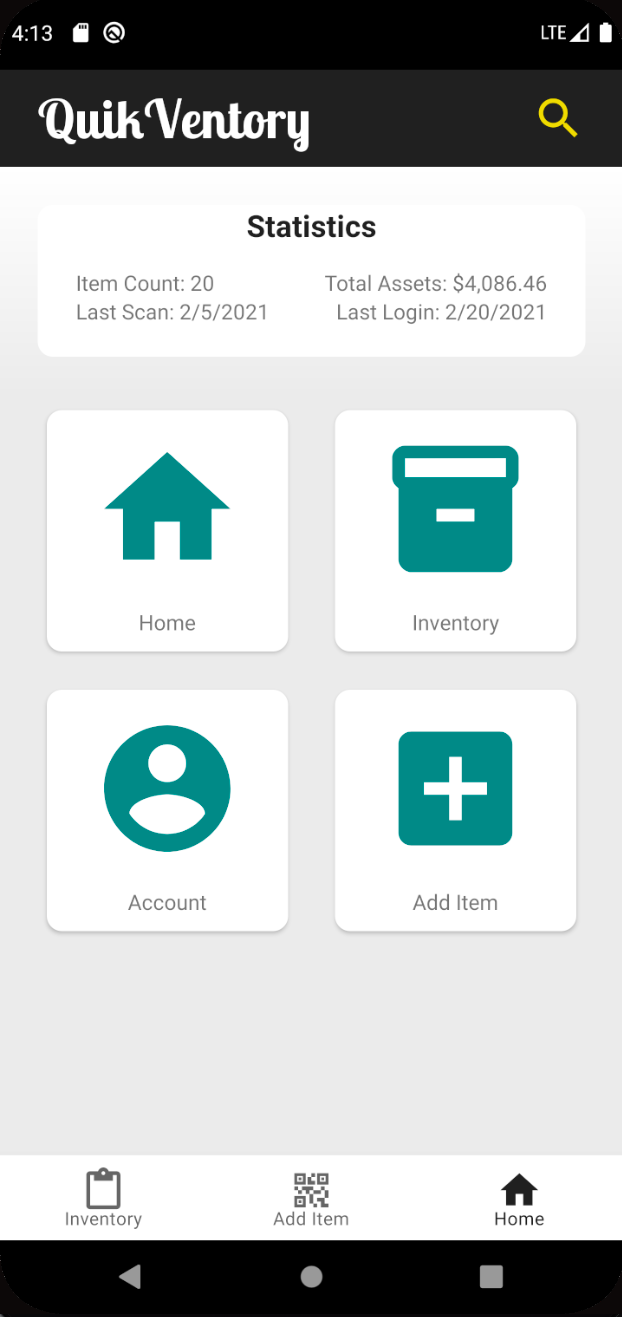 4:13 LTE
QuikVentory
Statistics
Item Count: 20 Total Assets: $4,086.46
Last Scan: 2/5/2021 Last Login: 2/20/2021
Home Inventory
Account Add Item
Inventory Add Item Home